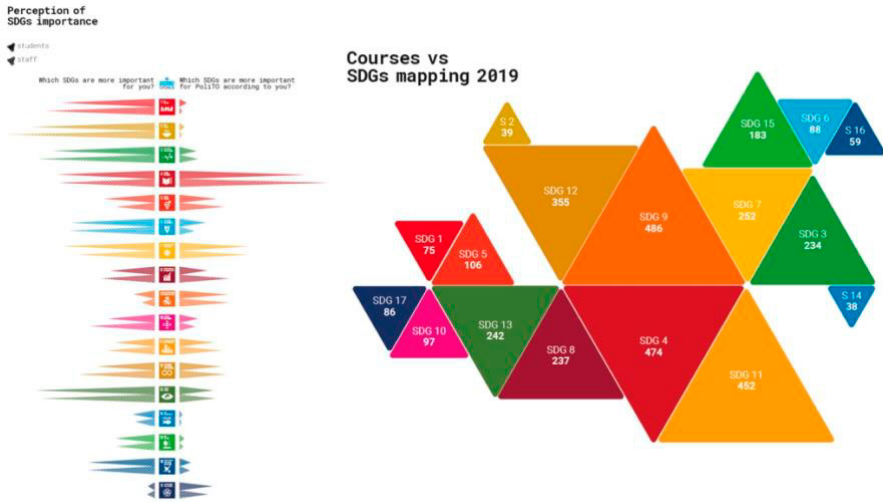 Perception of
SDGs importance
students
staff
Which SDGs are more important
for you?
Which SDGs are more important
for PoliTO according to you?
Courses vs
SDGs mapping 2019
S 2
39
SDG 15
183
SDG 6
88
S 16
59
SDG 12
355
SDG 9
486
SDG 7
252
SDG 3
234
SDG 1
75
SDG 5
106
SDG 17
86
SDG 10
97
SDG 13
242
SDG 8
237
SDG 4
474
SDG 11
452
S 14
38